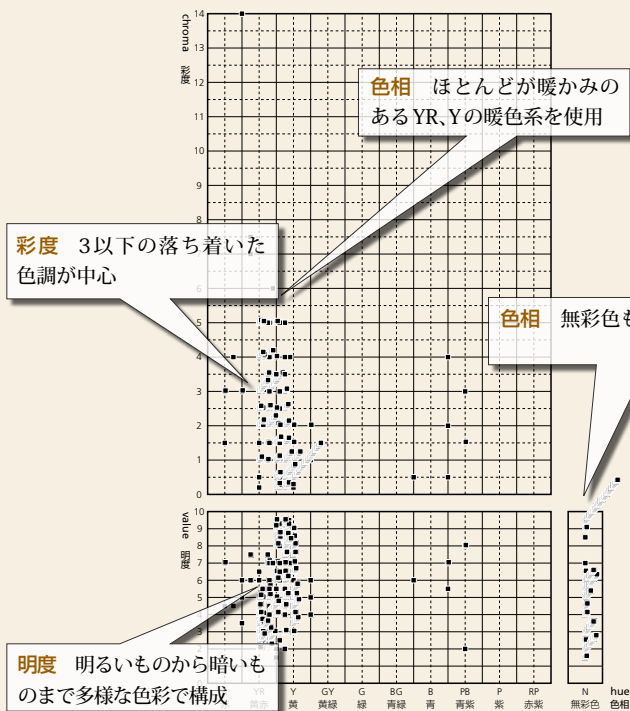 chroma 彩度
14
13
12
11
10
9
8
6
5
4
3
2
1
0
色相　ほとんどが暖かみの
あるYR、Yの暖色系を使用
彩度　3以下の落ち着いた
色調が中心
色相　無彩色も
value 明度
10
9
8
7
6
5
4
3
2
明度　明るいものから暗いも
のまで多様な色彩で構成
YR Y GY G BG B PB P RP N hue
黄赤 黄 黄緑 緑 青緑 青 青紫 紫 赤紫 無彩色 色相